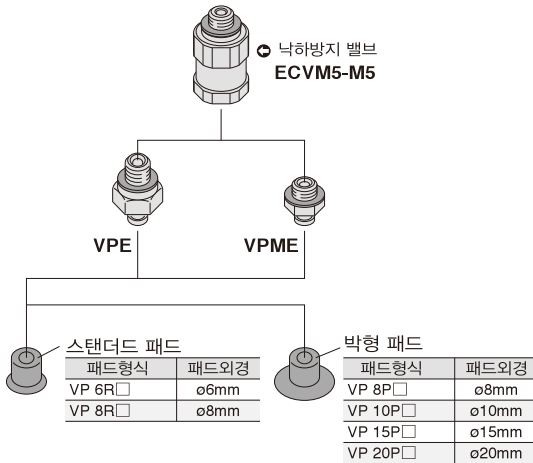 낙하방지 밸브
ECVM5-M5
VPE
VPME
스탠더드 패드
패드형식 패드외경
VP 6R□ ø6mm
VP 8R□ ø8mm
박형 패드
패드형식 패드외경
VP 8P□ ø8mm
VP 10P□ ø10mm
VP 15P□ ø15mm
VP 20P□ ø20mm